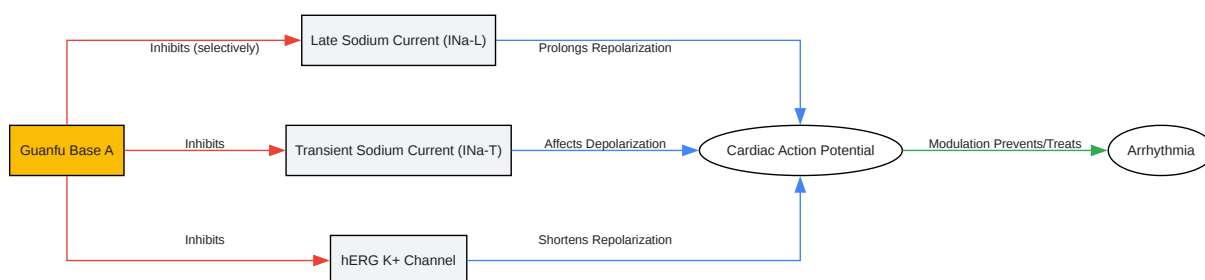 Late Sodium Current (INa-L)
Inhibits (selectively)
Prolongs Repolarization
Guanfu Base A
Inhibits
Transient Sodium Current (INa-T)
Affects Depolarization
Cardiac Action Potential
Modulation Prevents/Treats
Arrhythmia
Inhibits
Shortens Repolarization
hERG K+ Channel